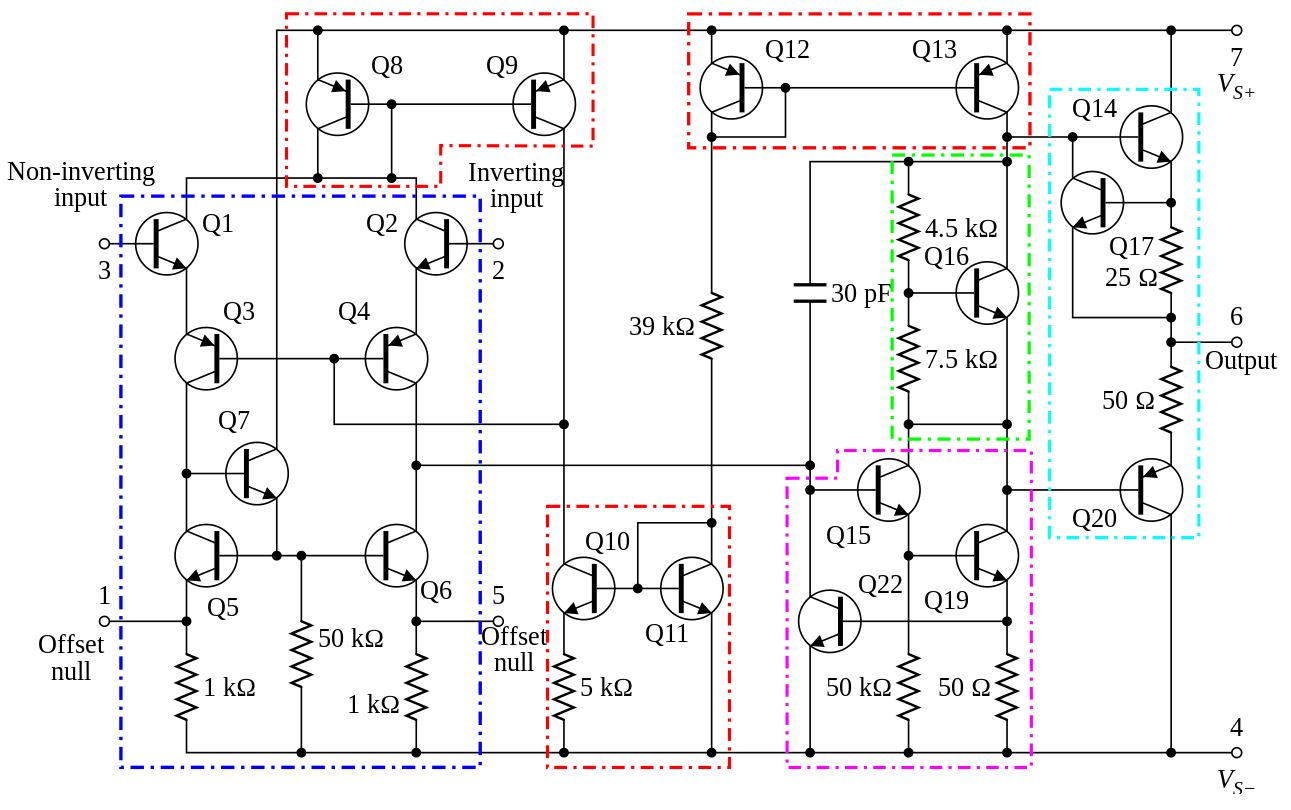 Q8
Q9
Q12
Q13
7
V S+
Q14
Non-inverting
input
Inverting
input
Q1
Q2
3
2
4.5 kΩ
Q16
Q17
25 Ω
30 pF
Q3
Q4
39 kΩ
6
Output
7.5 kΩ
50 Ω
Q7
Q10
Q15
Q20
1
Q5
Q6
5
Q22
Q19
Offset
null
50 kΩ
Offset
null
Q11
1 kΩ
1 kΩ
5 kΩ
50 kΩ
50 Ω
4
V S−